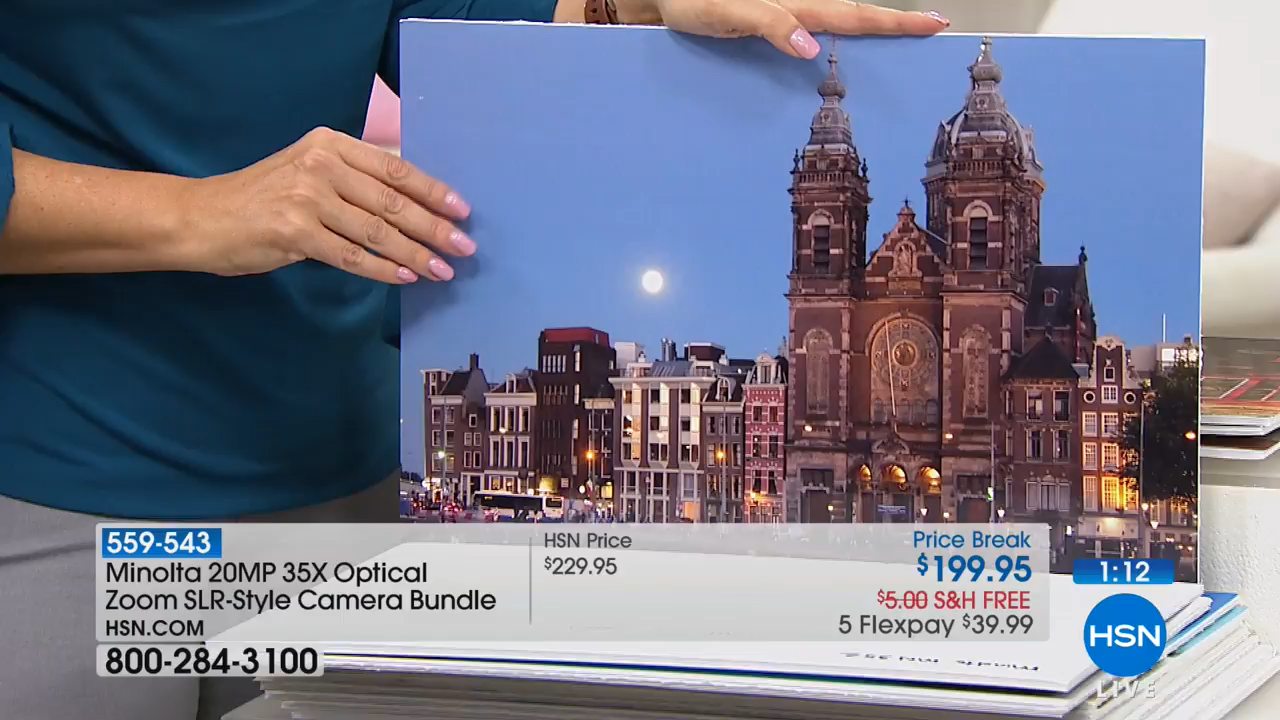 559-543
Minolta 20MP 35X Optical
Zoom SLR-Style Camera Bundle
HSN.COM
800-284-3100
HSN Price
$229.95
Price Break
$199.95
$5.00 S&H FREE
5 Flexpay $39.99
1:12
HSN
LIVE